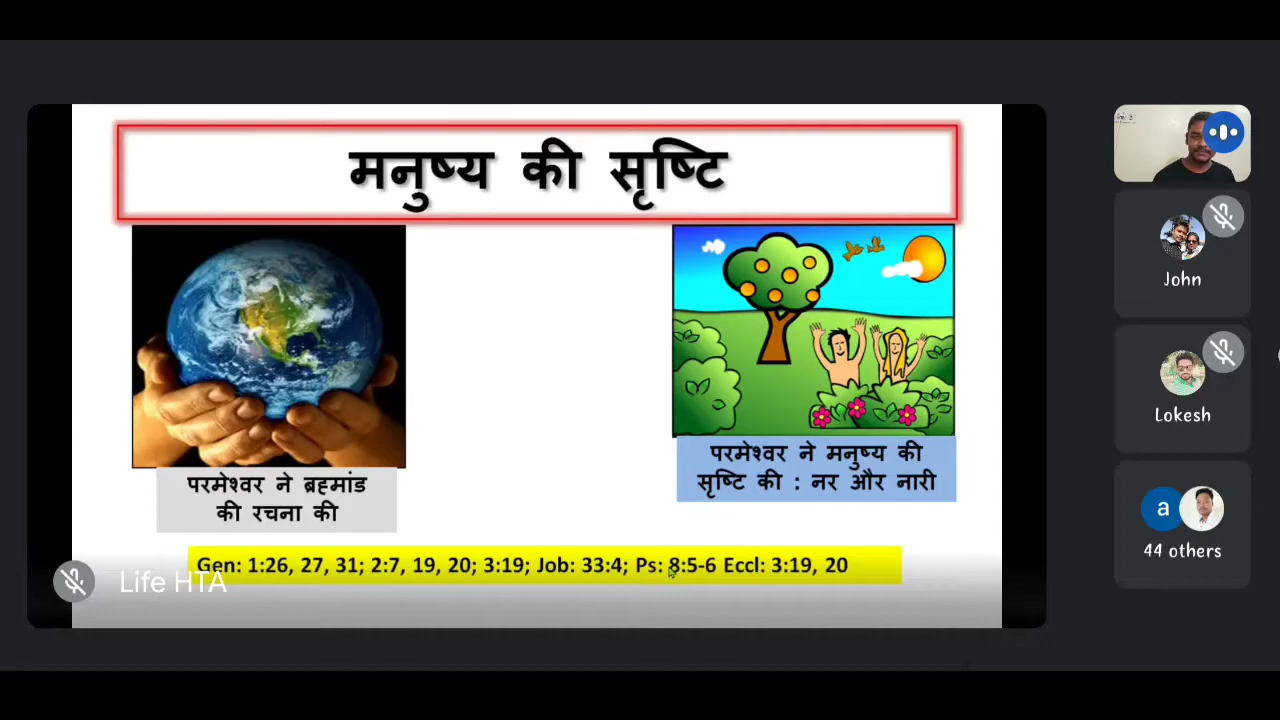 मनुष्य की सृष्टि
परमेश्वर ने ब्रह्मांड
की रचना की
परमेश्वर ने मनुष्य की
सृष्टि की : नर और नारी
Gen: 1:26, 27, 31; 2:7, 19, 20; 3:19; Job: 33:4; Ps: 8:5-6 Eccl: 3:19, 20
Life HTA
John
Lokesh
a
44 others